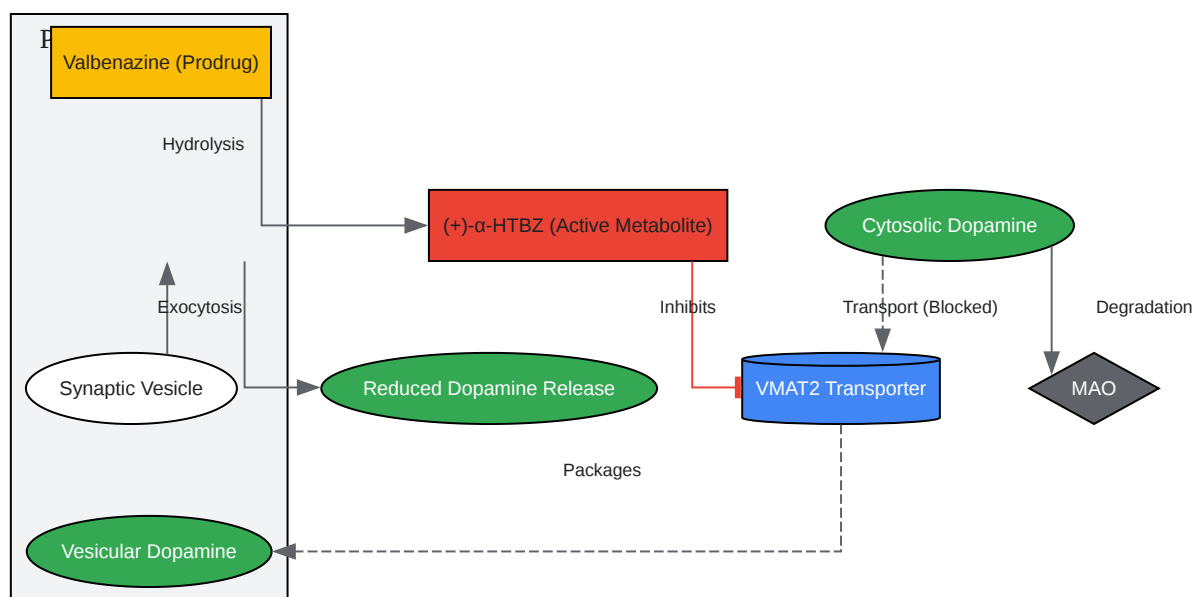 Valbenazine (Prodrug)
Hydrolysis
(+)-α-HTBZ (Active Metabolite)
Cytosolic Dopamine
Exocytosis
Inhibits
Transport (Blocked)
Degradation
Synaptic Vesicle
Reduced Dopamine Release
VMAT2 Transporter
MAO
Packages
Vesicular Dopamine